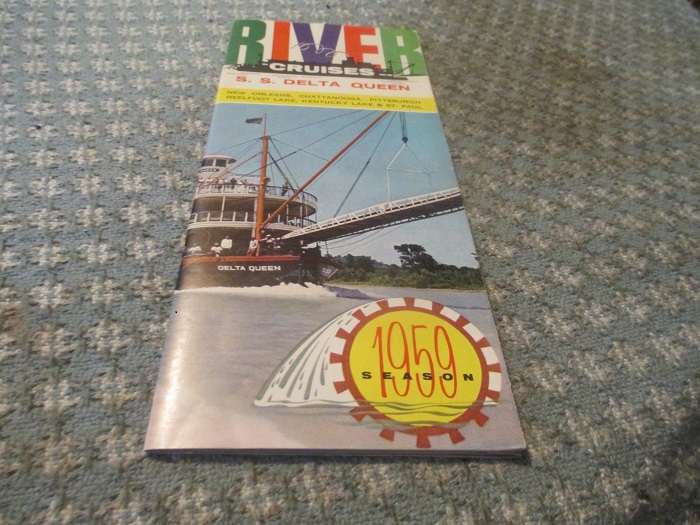 RIVER
CRUISES
S. S. DELTA QUEEN
NEW ORLEANS, CHATTANOOGA, PITTSBURGH
REELFOOT LAKE, KENTUCKY LAKE & ST. PAUL
DELTA QUEEN
1959
SEASON